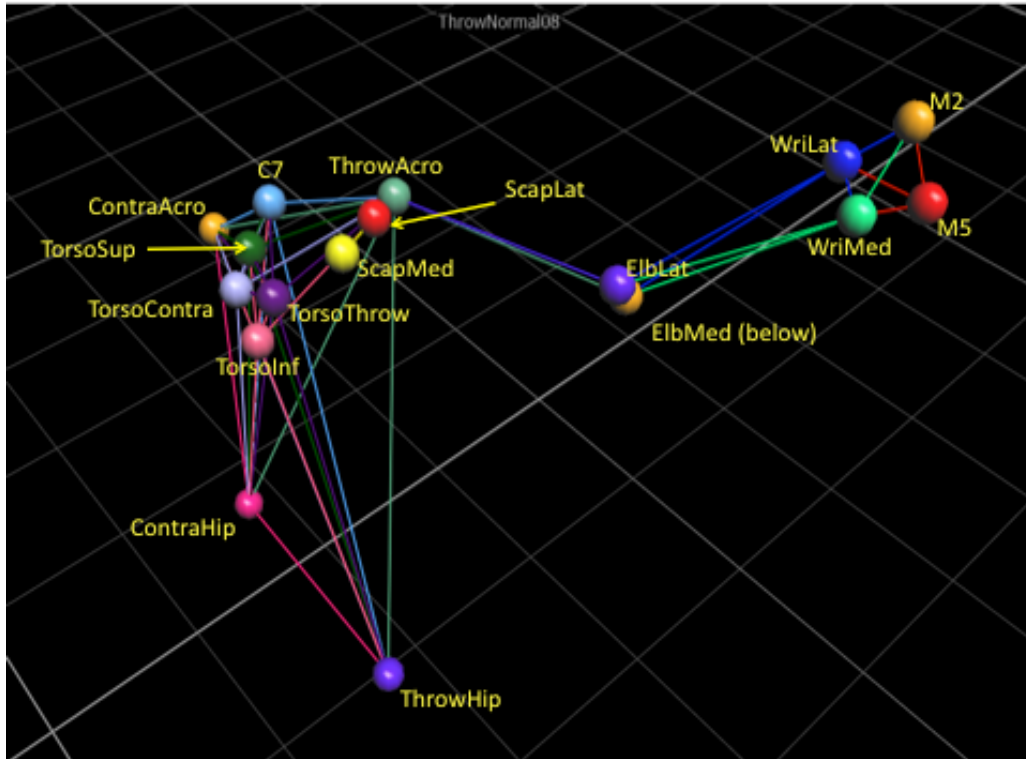 ThrowNormal08
M2
WriLat
C7
ThrowAcro
ScapLat
ContraAcro
M5
TorsoSup
WriMed
ScapMed
ElbLat
TorsoContra
TorsoThrow
ElbMed (below)
TorsoInf
ContraHip
ThrowHip